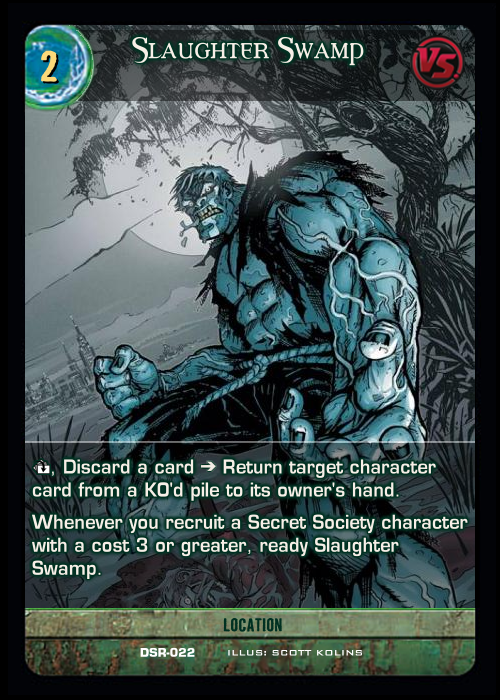 2
Slaughter Swamp
VS.
, Discard a card ➔ Return target character
card from a KO'd pile to its owner's hand.
Whenever you recruit a Secret Society character
with a cost 3 or greater, ready Slaughter
Swamp.
LOCATION
DSR-022 ILLUS: SCOTT KOLINS